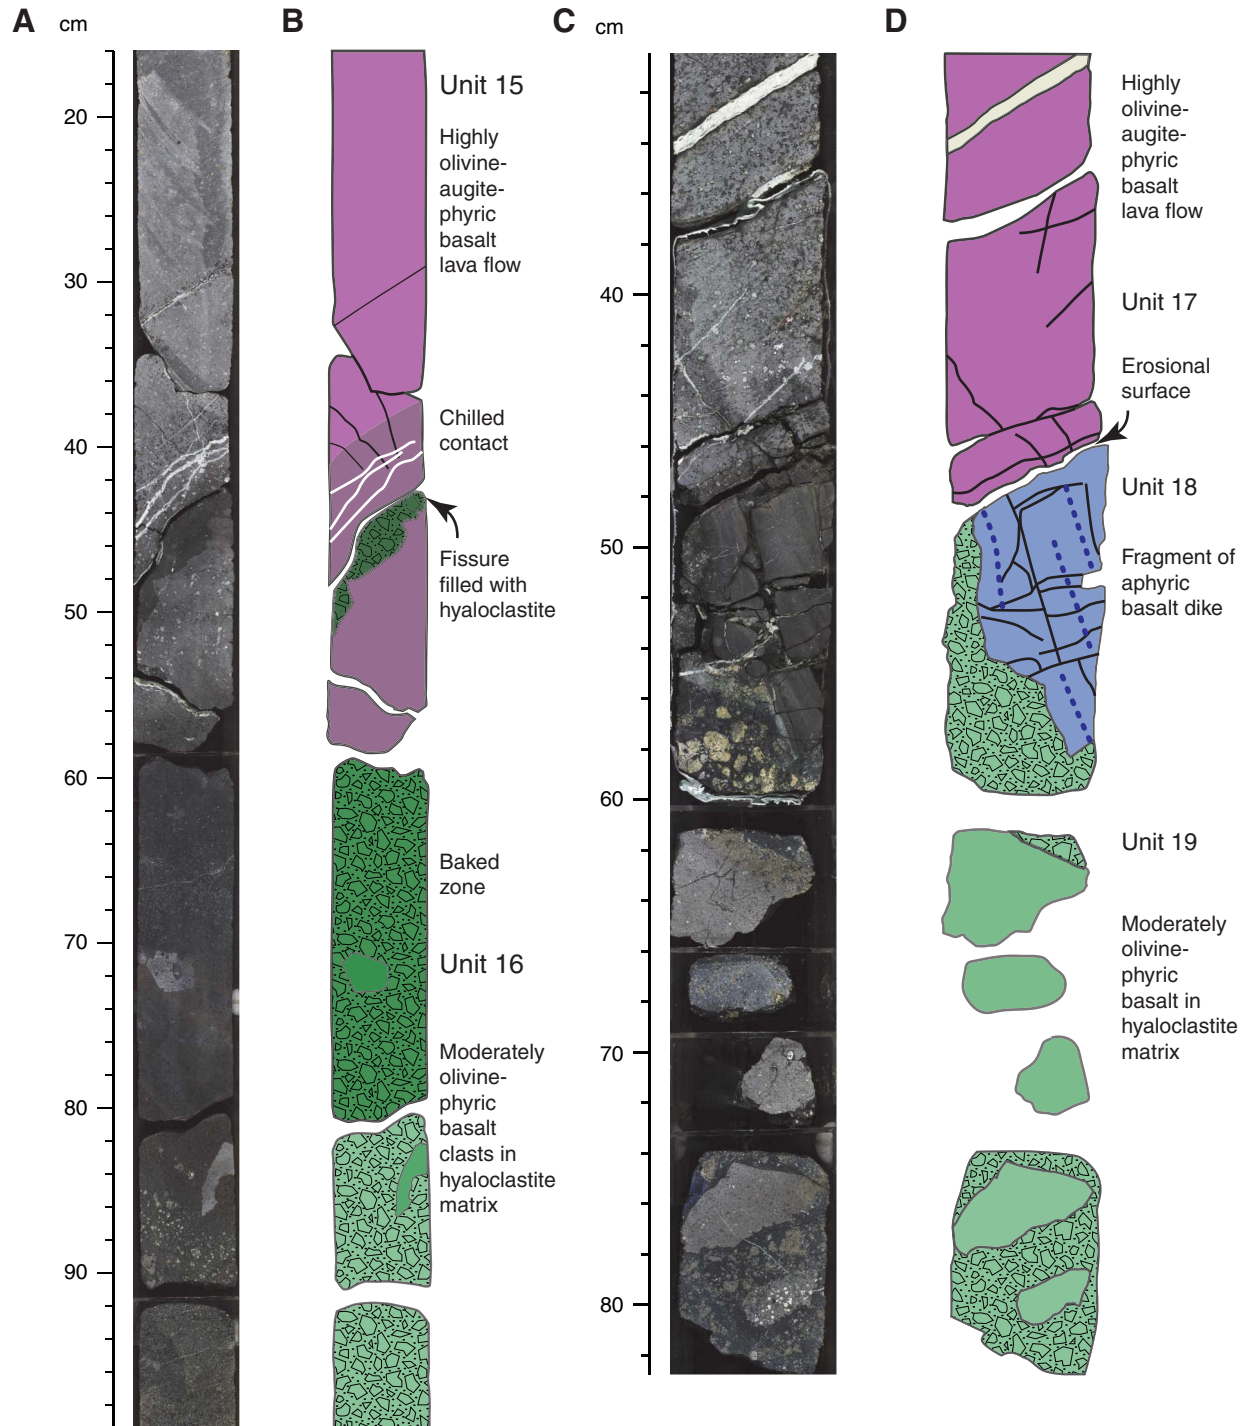 A
cm
20
30
40
50
60
70
80
90
B
Unit 15
Highly
olivine-
augite-
phyric
basalt
lava flow
Chilled
contact
Fissure
filled with
hyaloclastite
Baked
zone
Unit 16
Moderately
olivine-
phyric
basalt
clasts in
hyaloclastite
matrix
C
cm
40
50
60
70
80
D
Highly
olivine-
augite-
phyric
basalt
lava flow
Unit 17
Erosional
surface
Unit 18
Fragment of
aphyric
basalt dike
Unit 19
Moderately
olivine-
phyric
basalt in
hyaloclastite
matrix